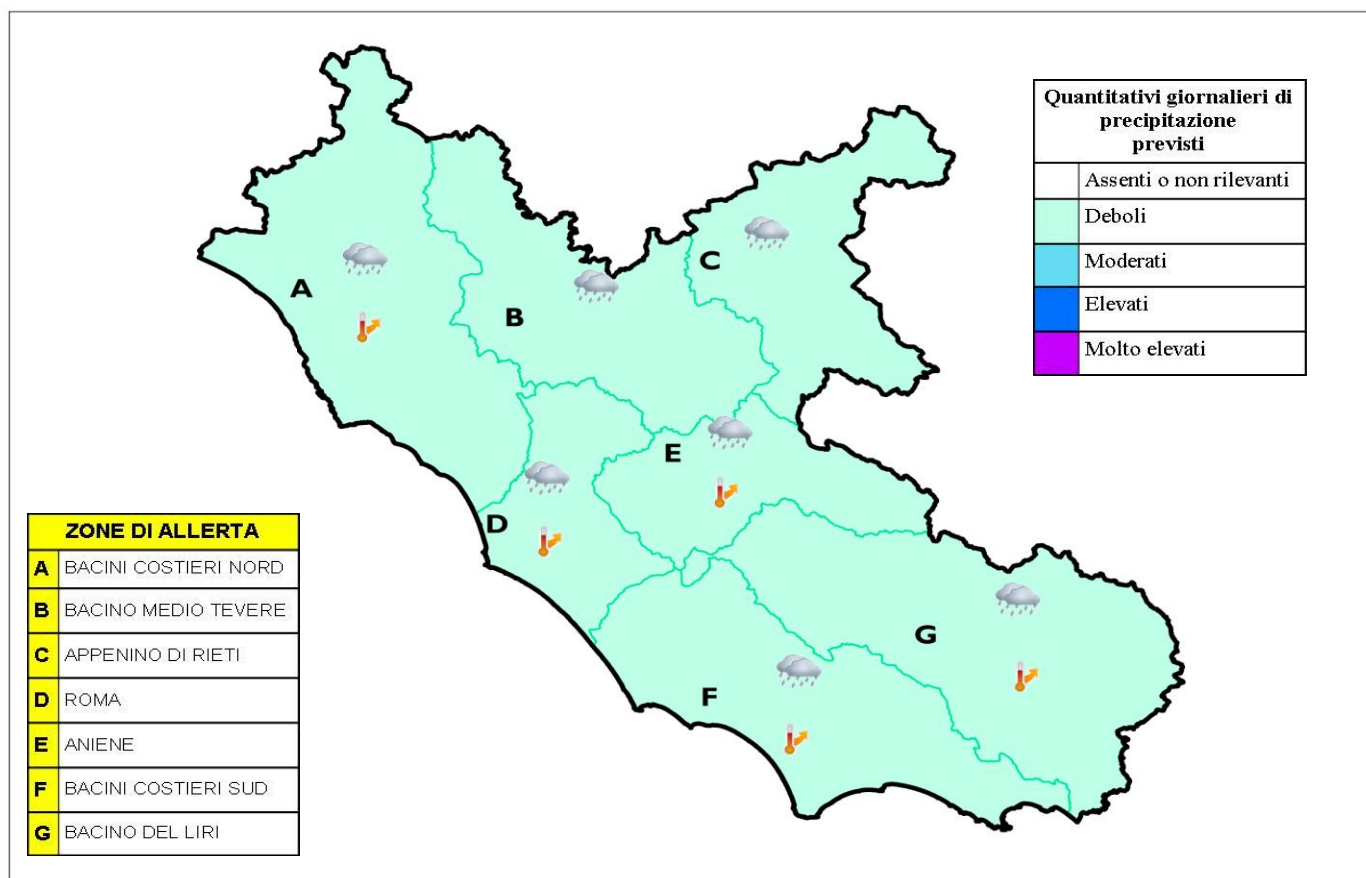 Quantitativi giornalieri di
precipitazione
previsti
Assenti o non rilevanti
Deboli
Moderati
Elevati
Molto elevati
A
B
C
D
E
F
G
ZONE DI ALLERTA
A BACINI COSTIERI NORD
B BACINO MEDIO TEVERE
C APPENINO DI RIETI
D ROMA
E ANIENE
F BACINI COSTIERI SUD
G BACINO DEL LIRI